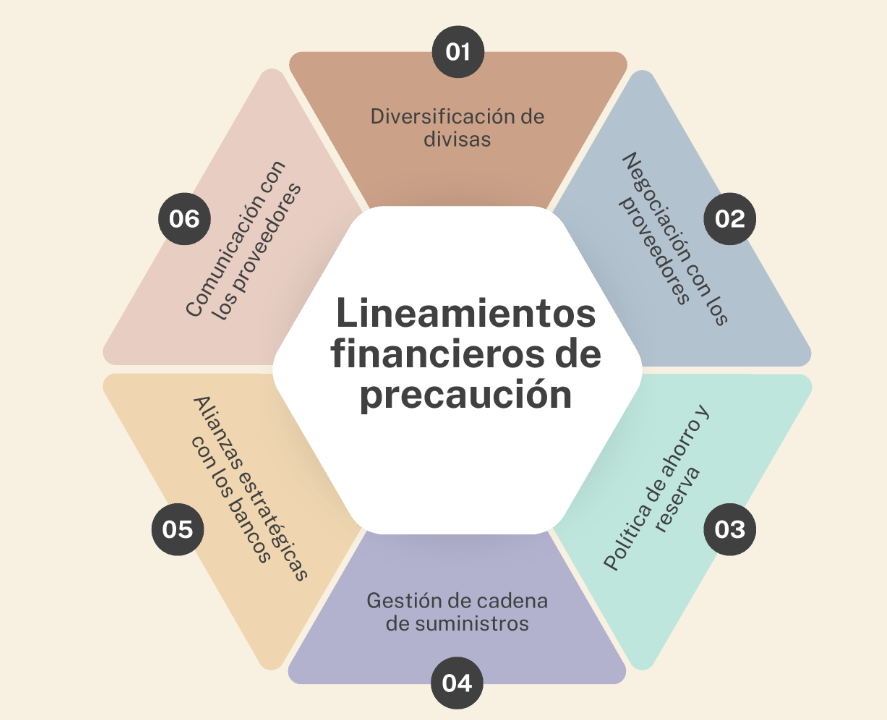 Lineamientos
financieros de
precaución
01
Diversificación de
divisas
02
Negociación con los
proveedores
03
Política de ahorro y
reserva
04
Gestión de cadena
de suministros
05
Alianzas estratégicas
con los bancos
06
Comunicación con
los proveedores